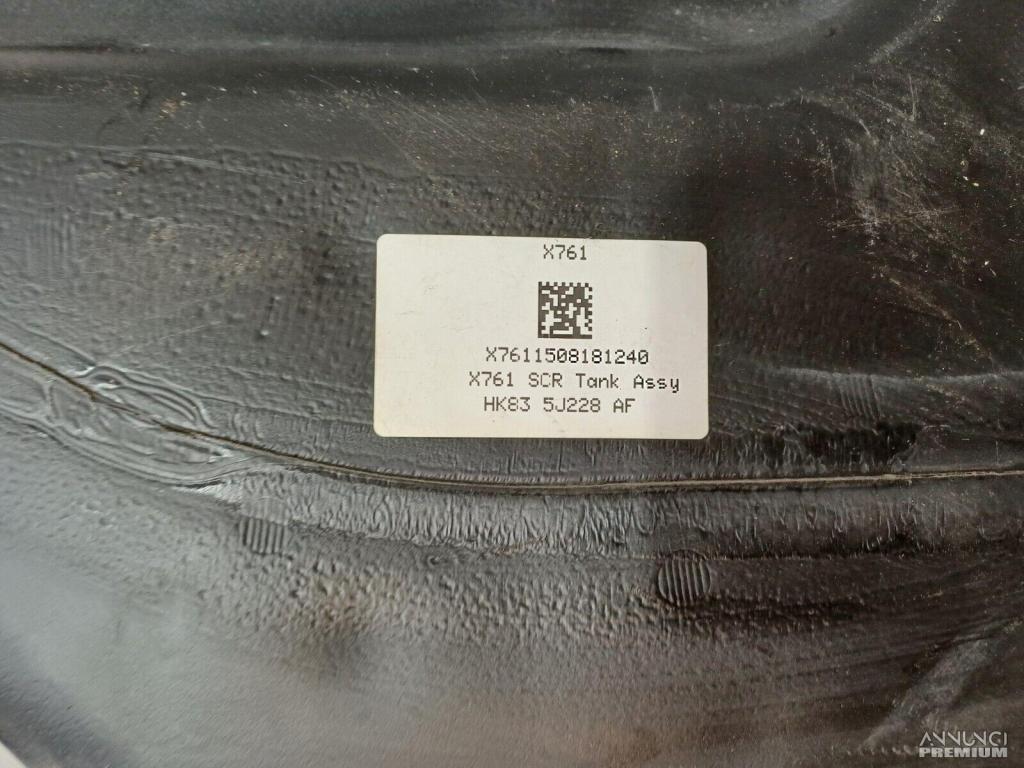 X761
X7611508181240
X761 SCR Tank Assy
HK83 5J228 AF
ANNUNCI
PREMIUM